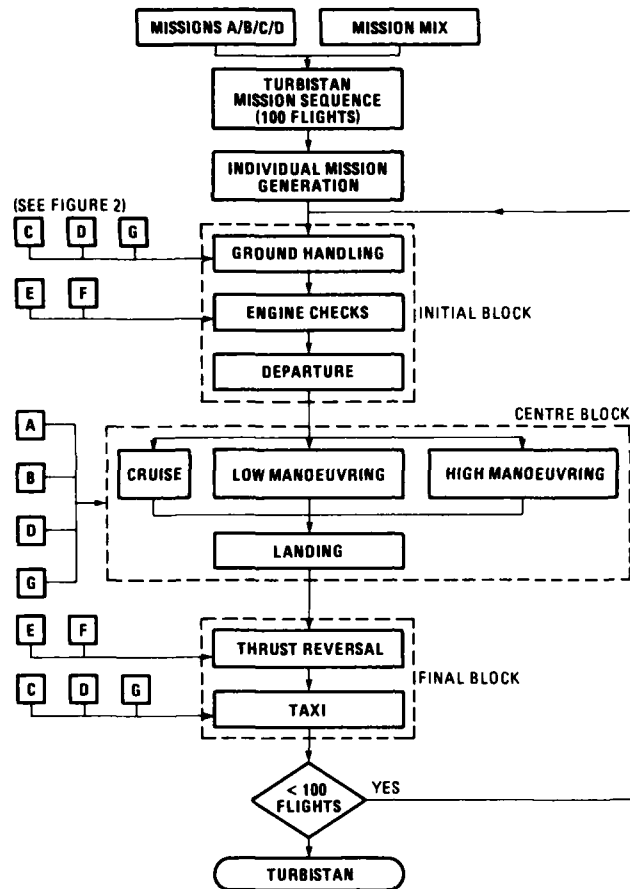 MISSIONS A/B/C/D
MISSION MIX
TURBISTAN
MISSION SEQUENCE
(100 FLIGHTS)
INDIVIDUAL MISSION
GENERATION
(SEE FIGURE 2)
C D G
GROUND HANDLING
E F
ENGINE CHECKS
INITIAL BLOCK
DEPARTURE
CENTRE BLOCK
A
B
D
G
CRUISE
LOW MANOEUVRING
HIGH MANOEUVRING
LANDING
E F
THRUST REVERSAL
FINAL BLOCK
C D G
TAXI
< 100
FLIGHTS
YES
TURBISTAN